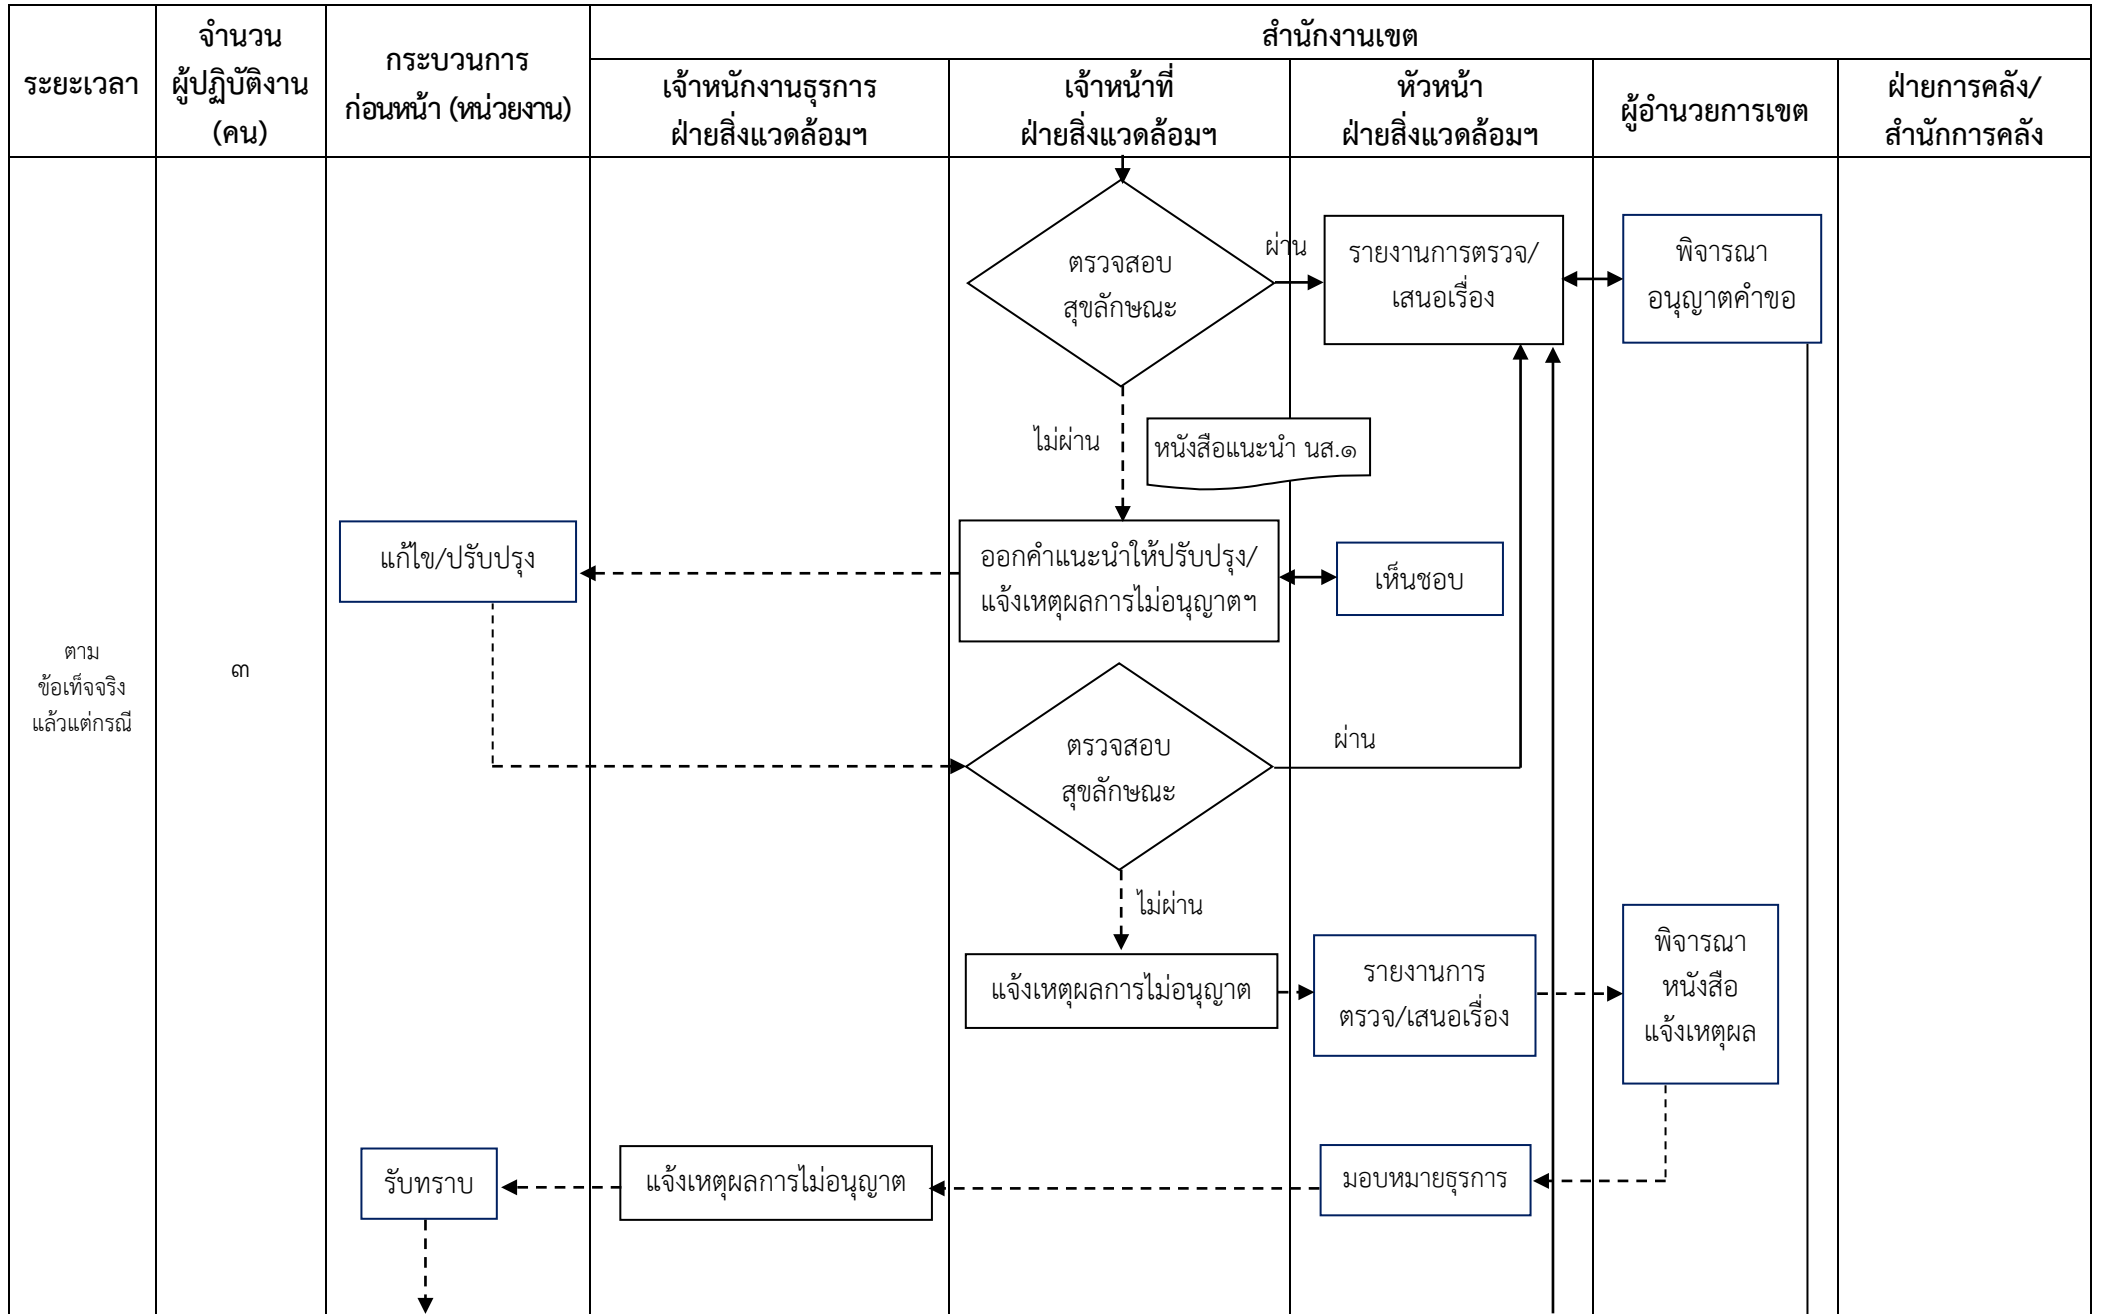 ระยะเวลา
จำนวน
ผู้ปฏิบัติงาน
(คน)
กระบวนการ
ก่อนหน้า (หน่วยงาน)
สำนักงานเขต
เจ้าหนักงานธุรการ
ฝ่ายสิ่งแวดล้อมฯ
เจ้าหน้าที่
ฝ่ายสิ่งแวดล้อมฯ
หัวหน้า
ฝ่ายสิ่งแวดล้อมฯ
ผู้อำนวยการเขต
ฝ่ายการคลัง/
สำนักการคลัง
ตรวจสอบ
สุขลักษณะ
ผ่าน
รายงานการตรวจ/
เสนอเรื่อง
พิจารณา
อนุญาตคำขอ
ไม่ผ่าน
หนังสือแนะนำ นส.๑
แก้ไข/ปรับปรุง
ออกคำแนะนำให้ปรับปรุง/
แจ้งเหตุผลการไม่อนุญาตฯ
เห็นชอบ
ตาม
ข้อเท็จจริง
แล้วแต่กรณี
๓
ตรวจสอบ
สุขลักษณะ
ผ่าน
ไม่ผ่าน
แจ้งเหตุผลการไม่อนุญาต
รายงานการ
ตรวจ/เสนอเรื่อง
พิจารณา
หนังสือ
แจ้งเหตุผล
รับทราบ
แจ้งเหตุผลการไม่อนุญาต
มอบหมายธุรการ